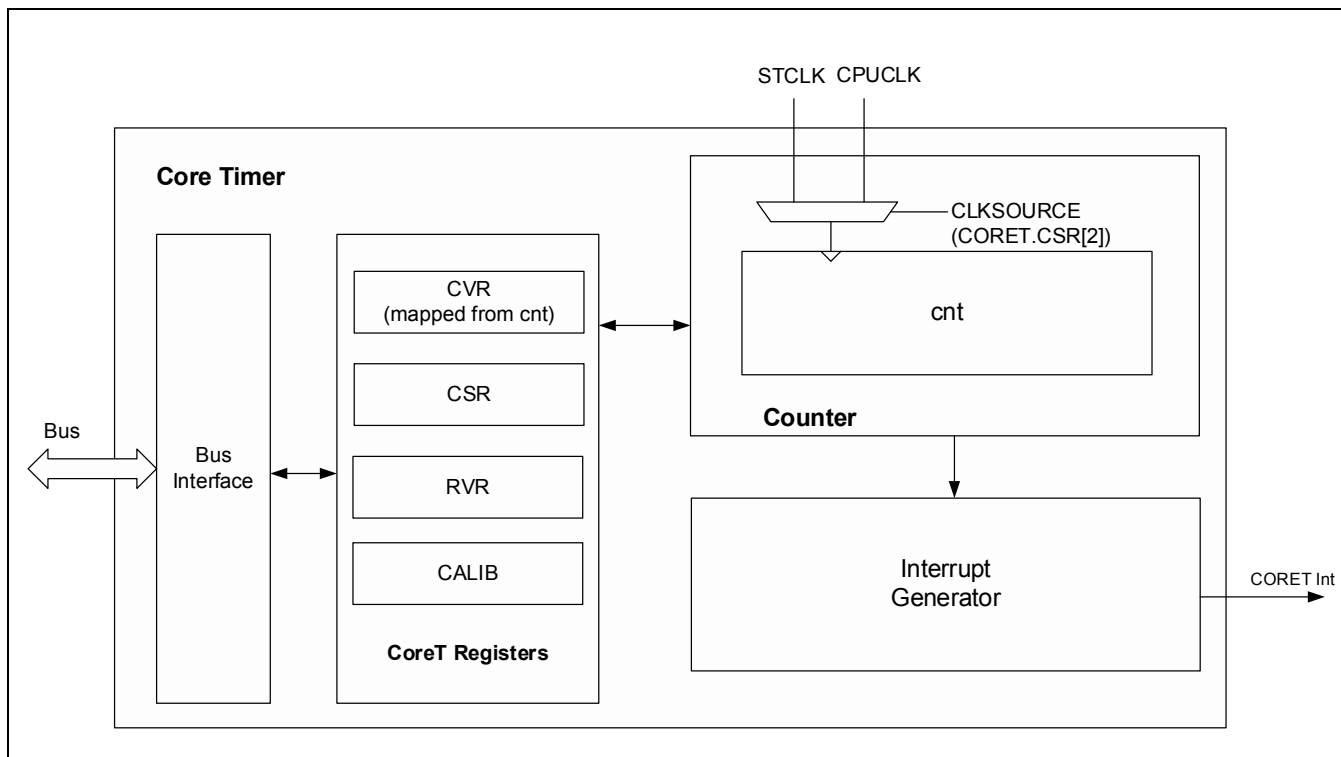 STCLK CPUCLK
Core Timer
CLKSOURCE
(CORET.CSR[2])
CVR
(mapped from cnt)
cnt
CSR
Counter
Bus
Bus
Interface
RVR
CALIB
Interrupt
Generator
CORET Int
CoreT Registers